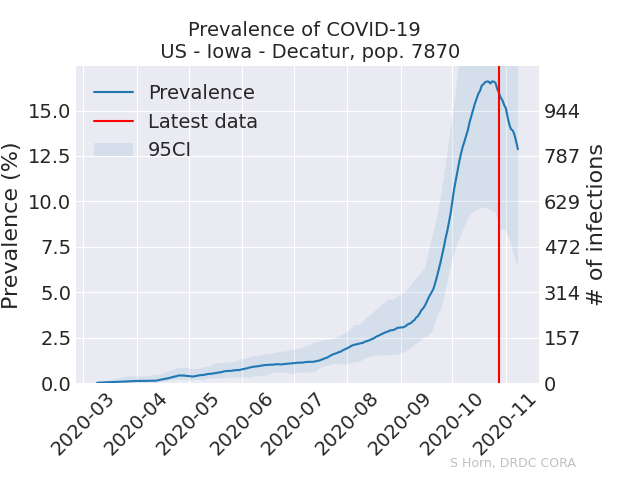 Prevalence of COVID-19
US - Iowa - Decatur, pop. 7870
Prevalence
Latest data
95CI
Prevalence (%)
15.0
12.5
10.0
7.5
5.0
2.5
0.0
944
787
629
472
314
157
0
# of infections
2020-03
2020-04
2020-05
2020-06
2020-07
2020-08
2020-09
2020-10
2020-11
S Horn, DRDC CORA